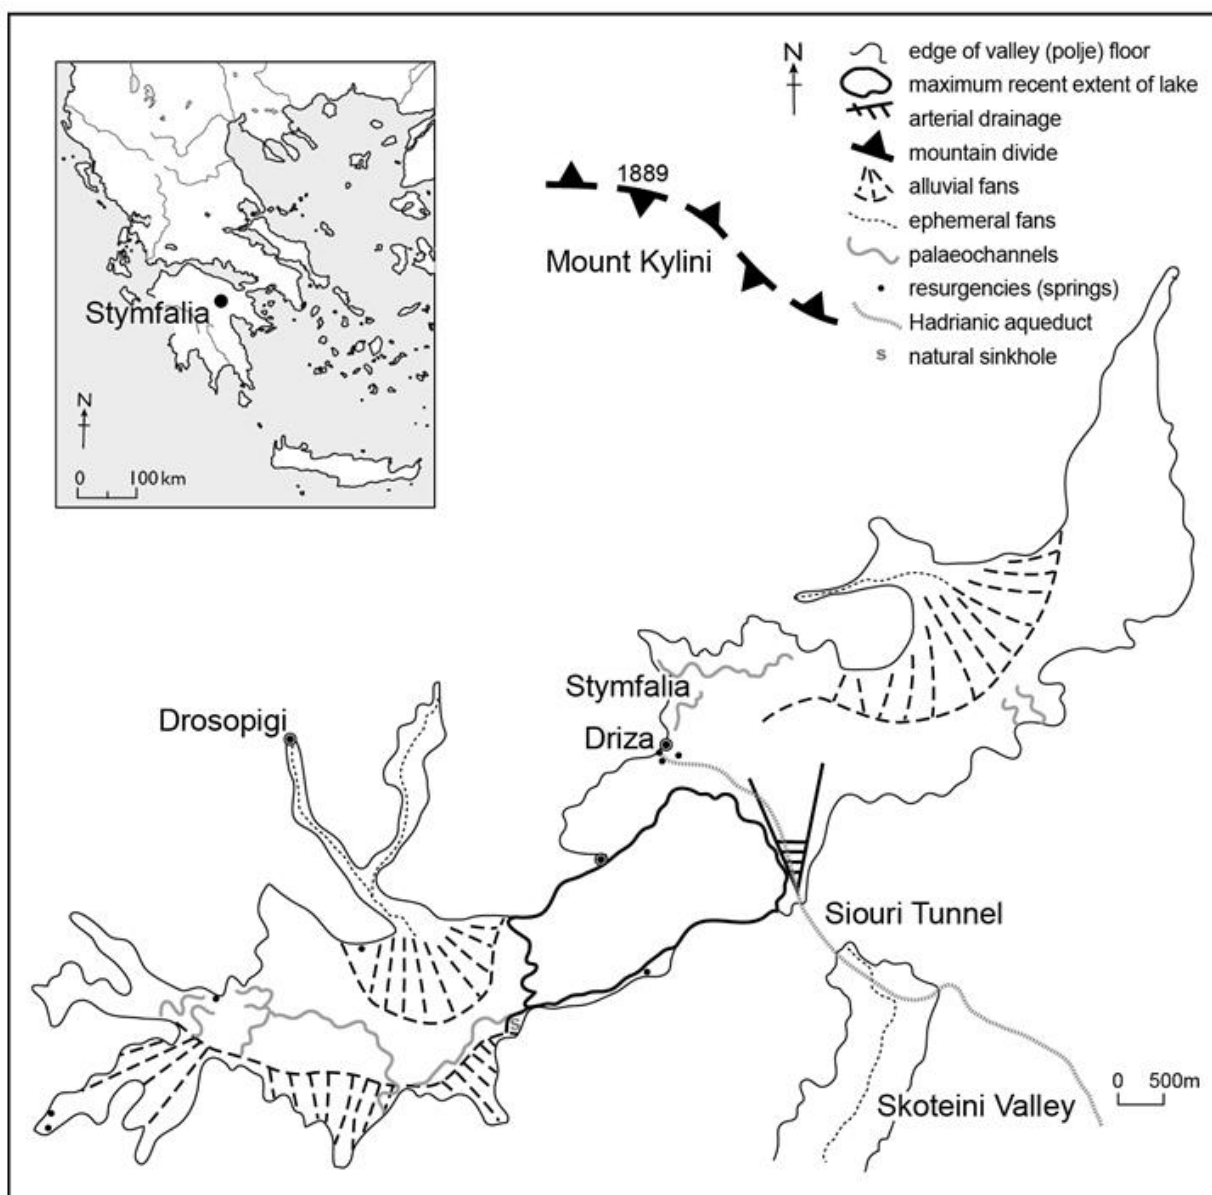 N
edge of valley (polje) floor
maximum recent extent of lake
arterial drainage
mountain divide
alluvial fans
ephemeral fans
palaeochannels
resurgencies (springs)
Hadrianic aqueduct
s natural sinkhole
1889
Mount Kylini
Stymfalia
N
0 100 km
Stymfalia
Driza
Drosopigi
Siouri Tunnel
S
Skoteini Valley
0 500m